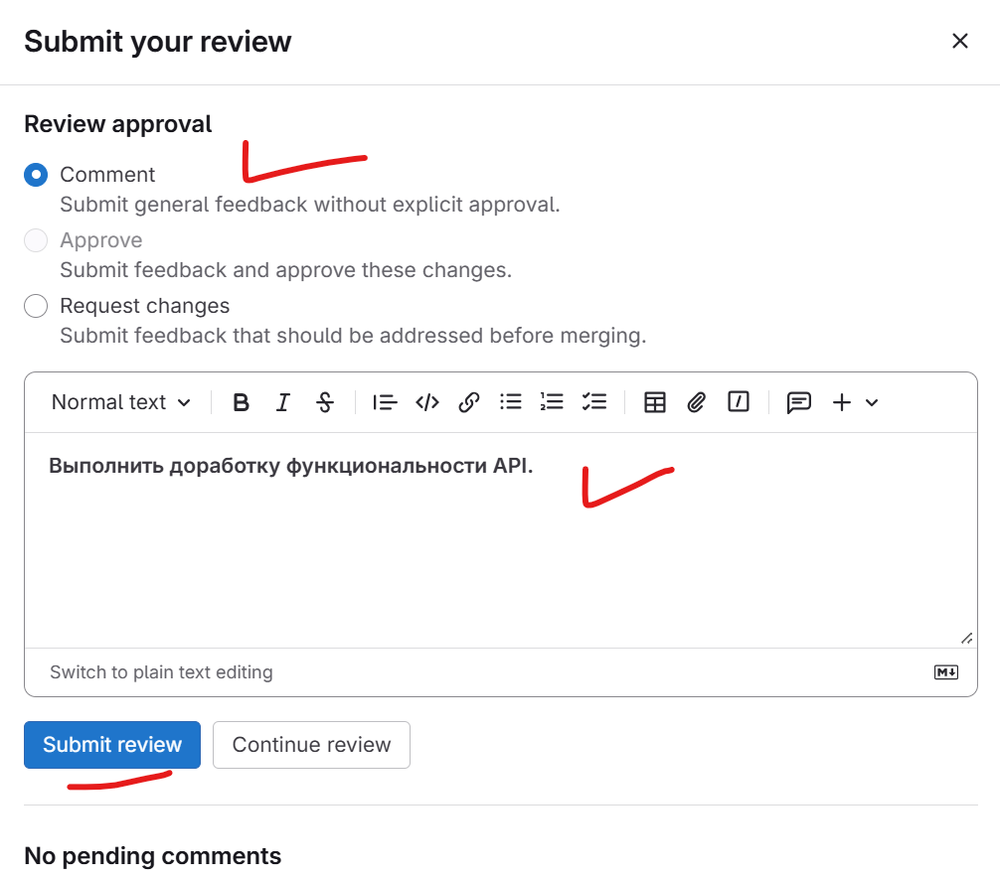 Submit your review
Review approval
Comment
Submit general feedback without explicit approval.
Approve
Submit feedback and approve these changes.
Request changes
Submit feedback that should be addressed before merging.
Normal text
Выполнить доработку функциональности API.
Switch to plain text editing
Submit review
Continue review
No pending comments